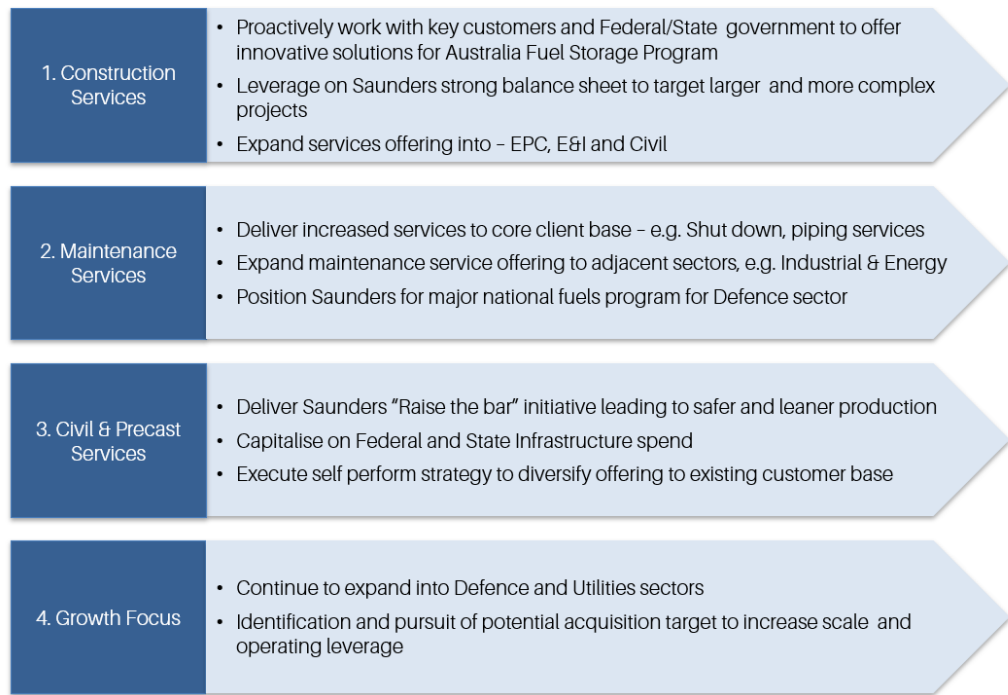 1. Construction
Services
• Proactively work with key customers and Federal/State government to offer
innovative solutions for Australia Fuel Storage Program
• Leverage on Saunders strong balance sheet to target larger and more complex
projects
• Expand services offering into – EPC, E&I and Civil
2. Maintenance
Services
• Deliver increased services to core client base – e.g. Shut down, piping services
• Expand maintenance service offering to adjacent sectors, e.g. Industrial & Energy
• Position Saunders for major national fuels program for Defence sector
3. Civil & Precast
Services
• Deliver Saunders "Raise the bar" initiative leading to safer and leaner production
• Capitalise on Federal and State Infrastructure spend
• Execute self perform strategy to diversify offering to existing customer base
4. Growth Focus
• Continue to expand into Defence and Utilities sectors
• Identification and pursuit of potential acquisition target to increase scale and
operating leverage